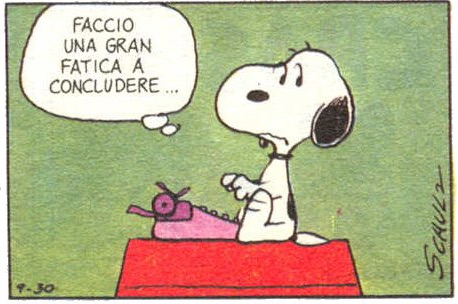 FACCIO
UNA GRAN
FATICA A
CONCLUDERE ...
SCHULZ
9-30